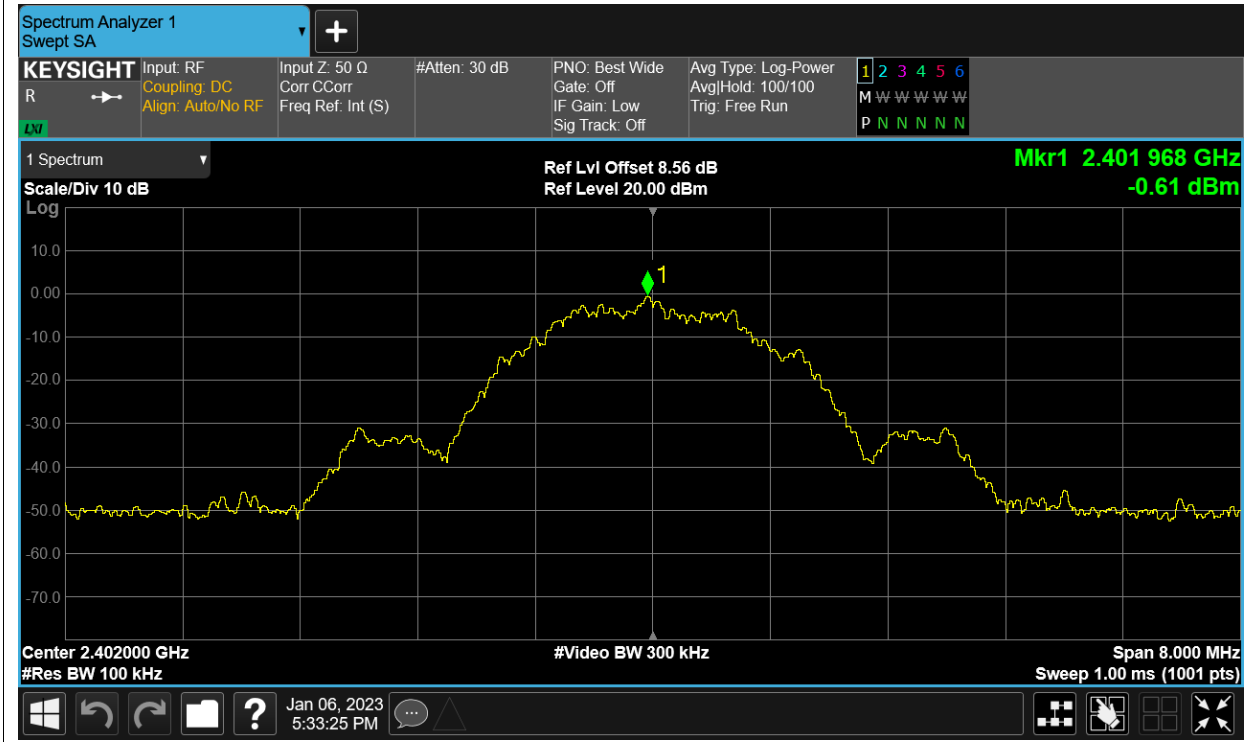 Spectrum Analyzer 1
Swept SA
+
KEYSIGHT
R
LXI
Input: RF
Coupling: DC
Align: Auto/No RF
Input Z: 50 Ω
Corr CCorr
Freq Ref: Int (S)
#Atten: 30 dB
PNO: Best Wide
Gate: Off
IF Gain: Low
Sig Track: Off
Avg Type: Log-Power
Avg|Hold: 100/100
Trig: Free Run
1 2 3 4 5 6
M W W W W W
P N N N N N
1 Spectrum
Scale/Div 10 dB
Log
Ref Lvl Offset 8.56 dB
Ref Level 20.00 dBm
Mkr1 2.401 968 GHz
-0.61 dBm
1
10.0
0.00
-10.0
-20.0
-30.0
-40.0
-50.0
-60.0
-70.0
Center 2.402000 GHz
#Res BW 100 kHz
#Video BW 300 kHz
Span 8.000 MHz
Sweep 1.00 ms (1001 pts)
?
Jan 06, 2023
5:33:25 PM